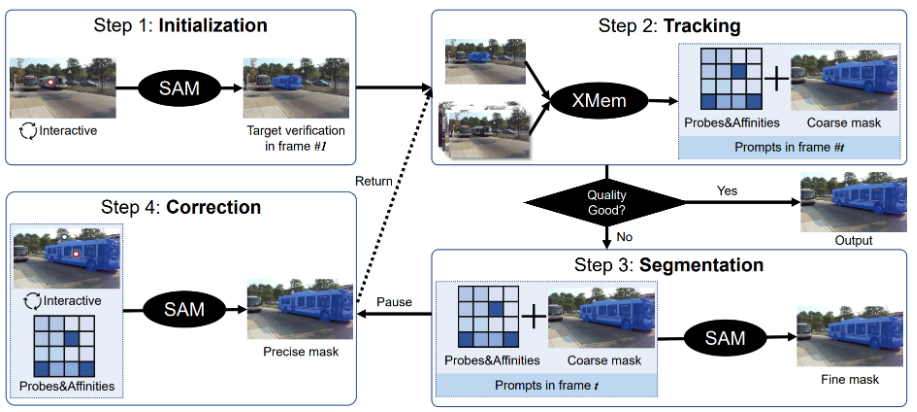 Step 1: Initialization
SAM
Interactive
Target verification
in frame #1
Step 2: Tracking
XMem
Probes&Affinities
Coarse mask
Prompts in frame #t
Return
Quality
Good?
Yes
Output
No
Step 4: Correction
Interactive
SAM
Probes&Affinities
Precise mask
Pause
Step 3: Segmentation
Probes&Affinities
Coarse mask
Prompts in frame t
SAM
Fine mask